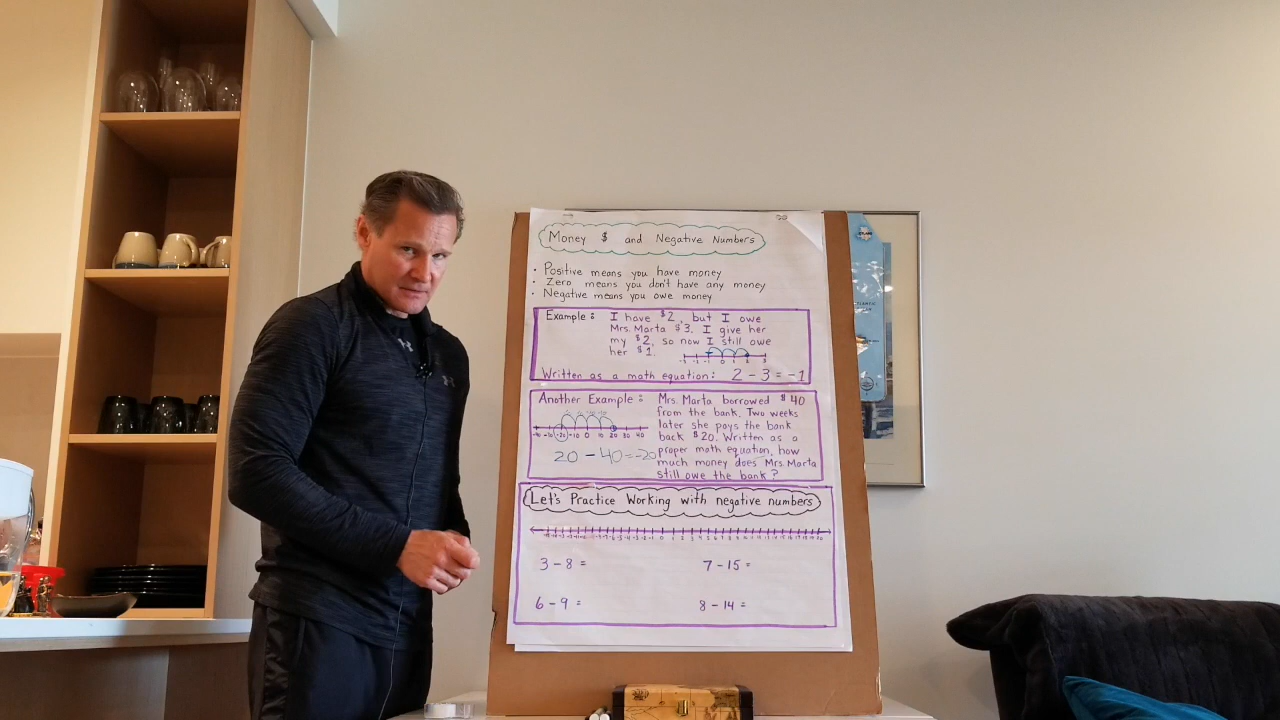 Money $ and Negative Numbers
• Positive means you have money
• Zero means you don't have any money
• Negative means you owe money
Example: I have $2, but I owe
Mrs. Marta $3. I give her
my $2, so now I still owe
her $1.
Written as a math equation: 2 - 3 = -1
Another Example: Mrs. Marta borrowed $40
from the bank. Two weeks
later she pays the bank
back $20. Written as a
proper math equation, how
much money does Mrs. Marta
still owe the bank?
20 - 40 = -20
Let's Practice Working with negative numbers
3 - 8 =
7 - 15 =
6 - 9 =
8 - 14 =